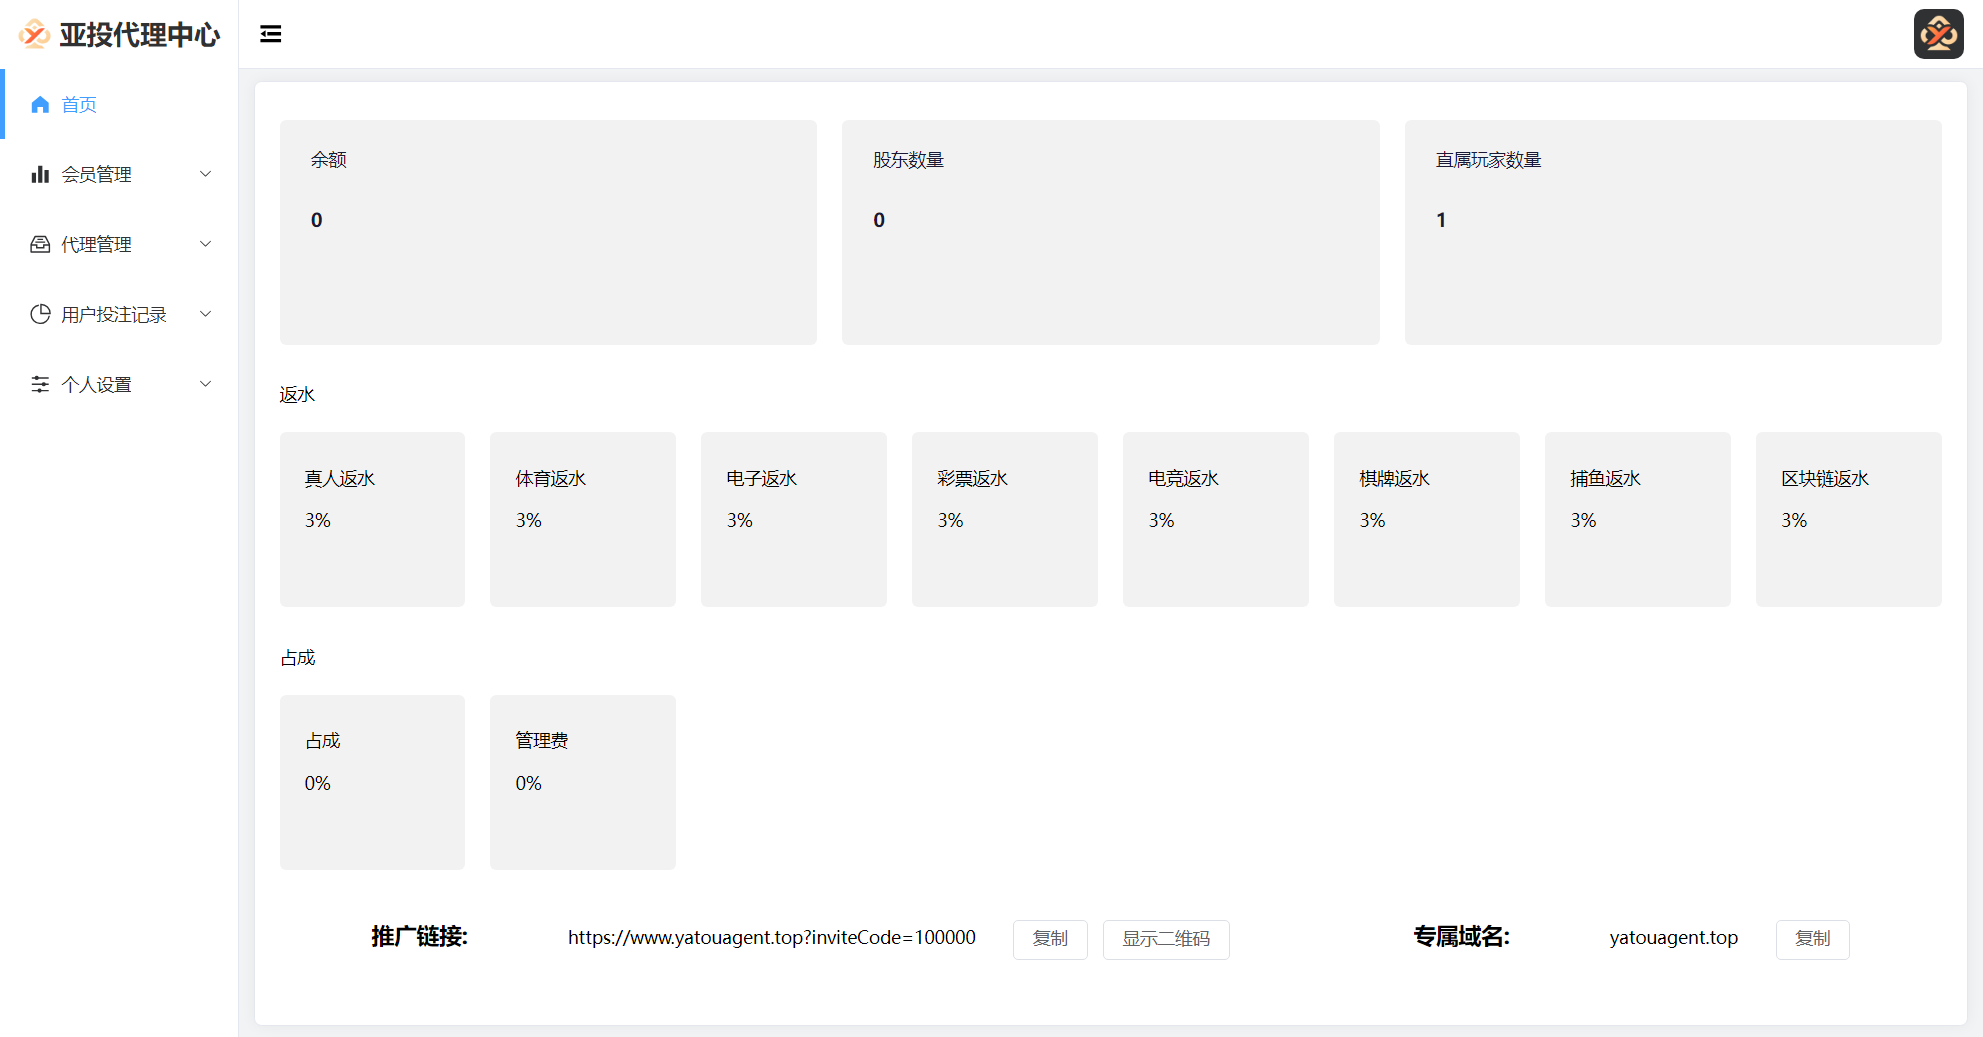 亚投代理中心
首页
会员管理
代理管理
用户投注记录
个人设置
余额
0
股东数量
0
直属玩家数量
1
返水
真人返水
3%
体育返水
3%
电子返水
3%
彩票返水
3%
电竞返水
3%
棋牌返水
3%
捕鱼返水
3%
区块链返水
3%
占成
占成
0%
管理费
0%
推广链接:
https://www.yatouagent.top?inviteCode=100000
复制
显示二维码
专属域名:
yatouagent.top
复制